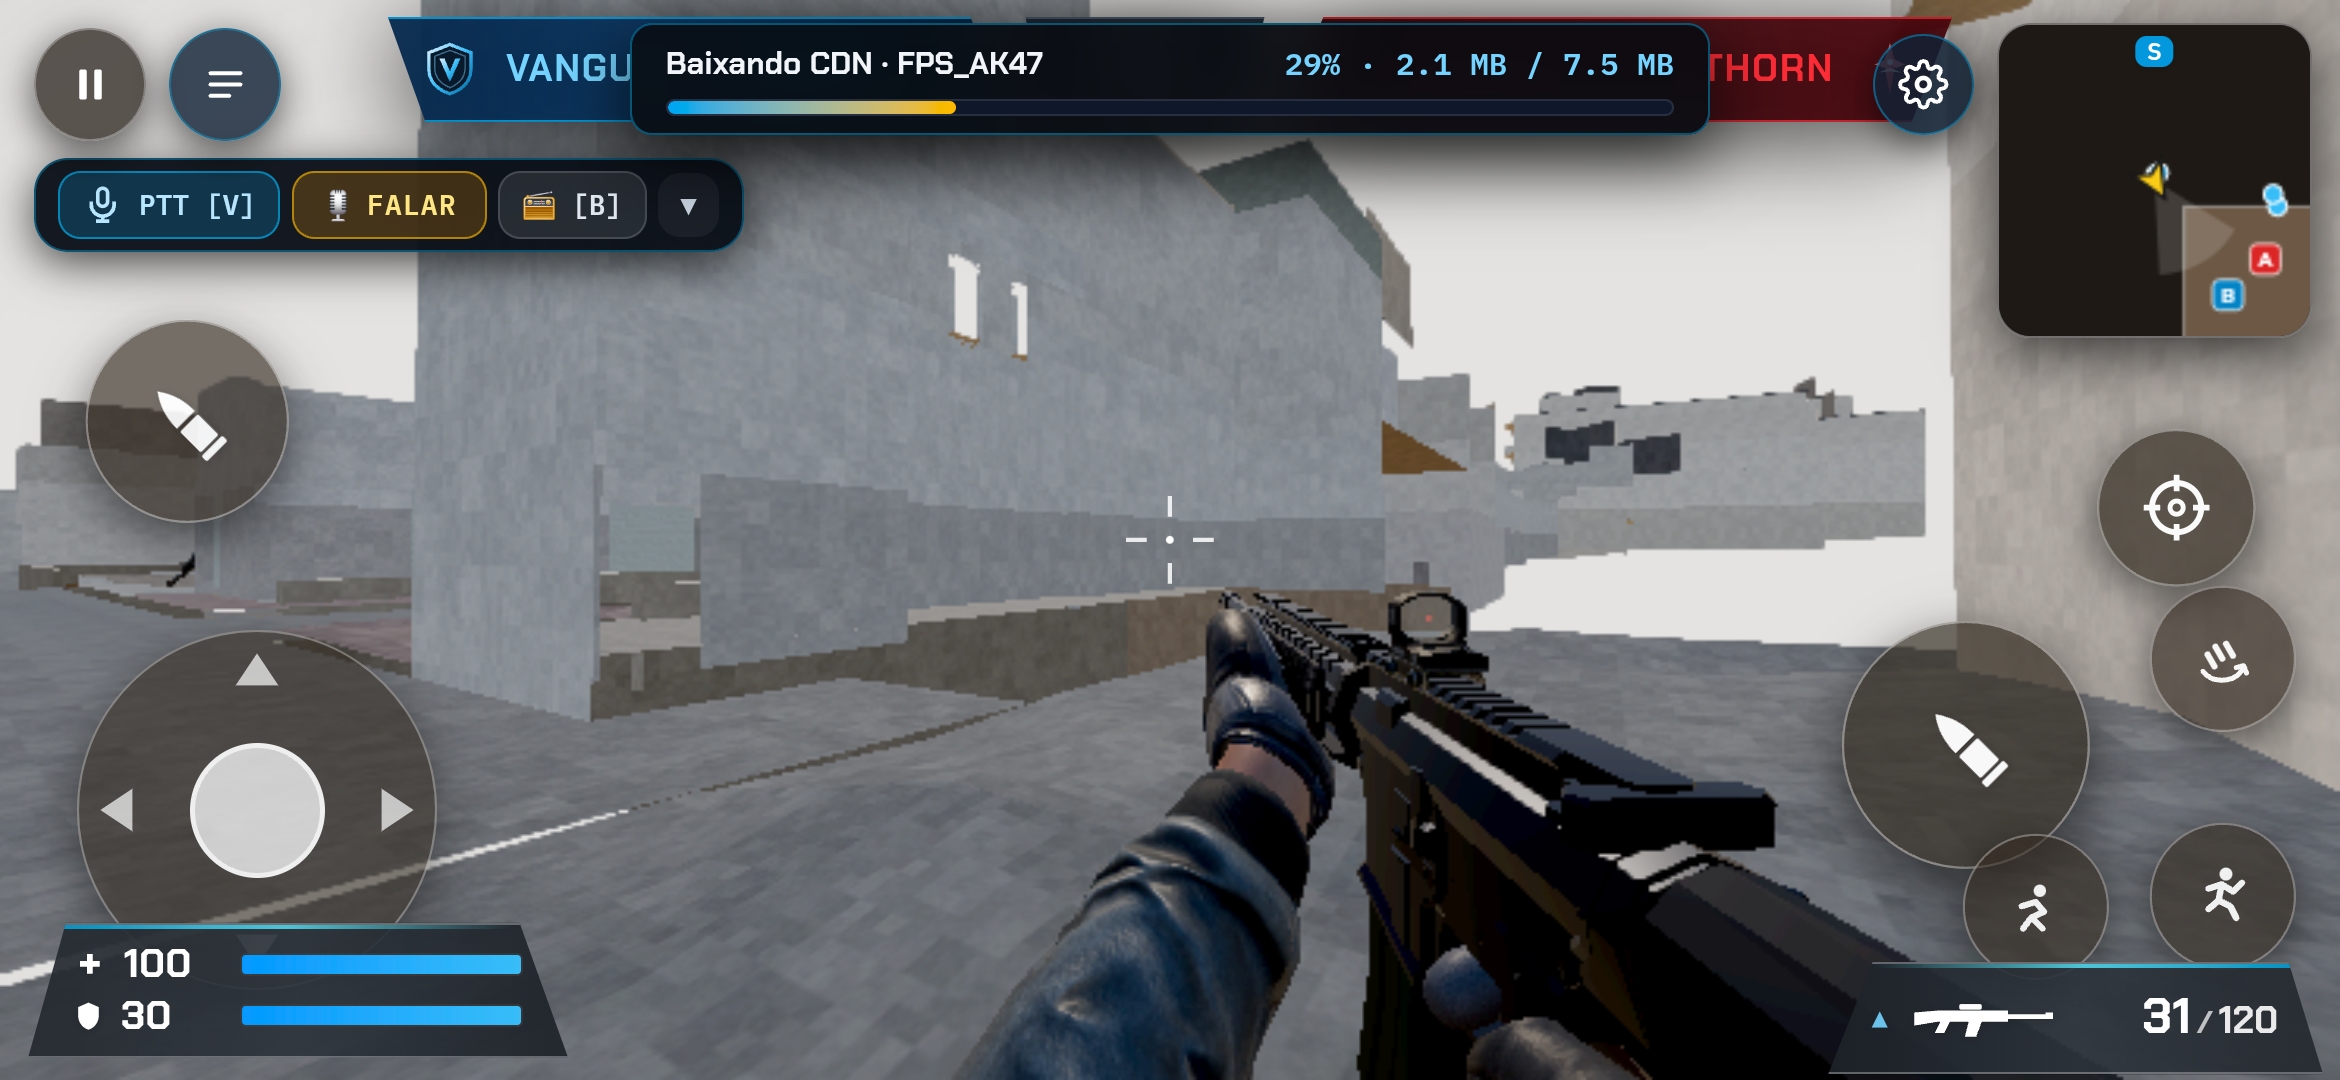 VANGU
Baixando CDN · FPS_AK47
29% · 2.1 MB / 7.5 MB
THORN
S
PTT [V]
FALAR
[B]
A
B
100
30
31/120